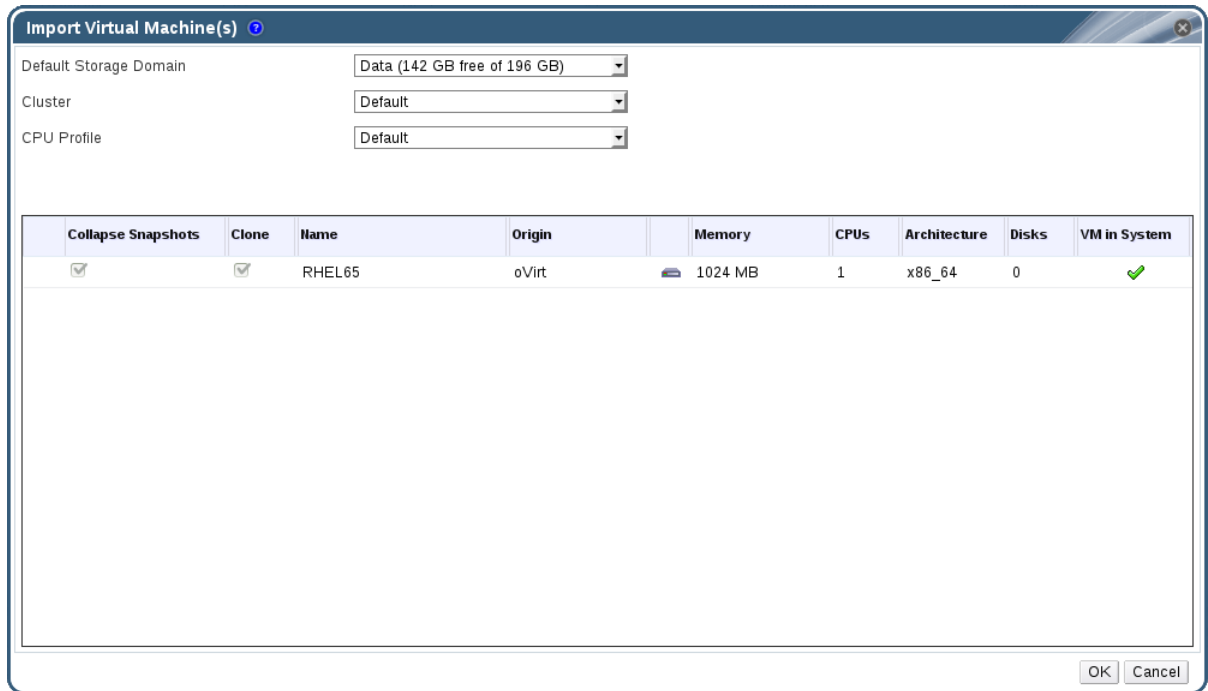 Import Virtual Machine(s) ?
Default Storage Domain Data (142 GB free of 196 GB)
Cluster Default
CPU Profile Default
Collapse Snapshots Clone Name Origin Memory CPUs Architecture Disks VM in System
RHEL65 oVirt 1024 MB 1 x86_64 0
OK Cancel